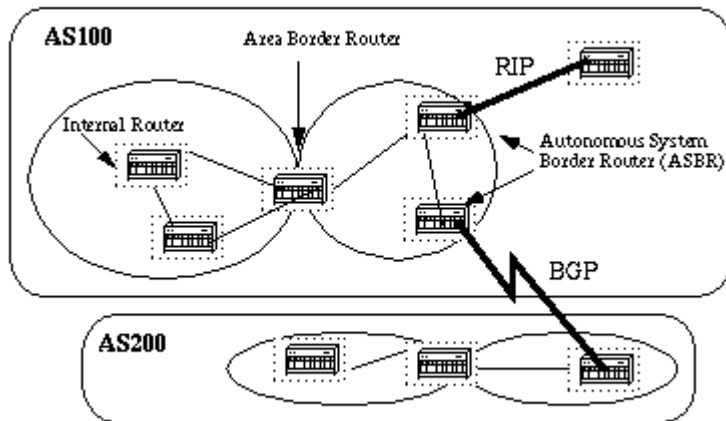 AS100
Area Border Router
RIP
Internal Router
Autonomous System
Border Router (ASBR)
BGP
AS200